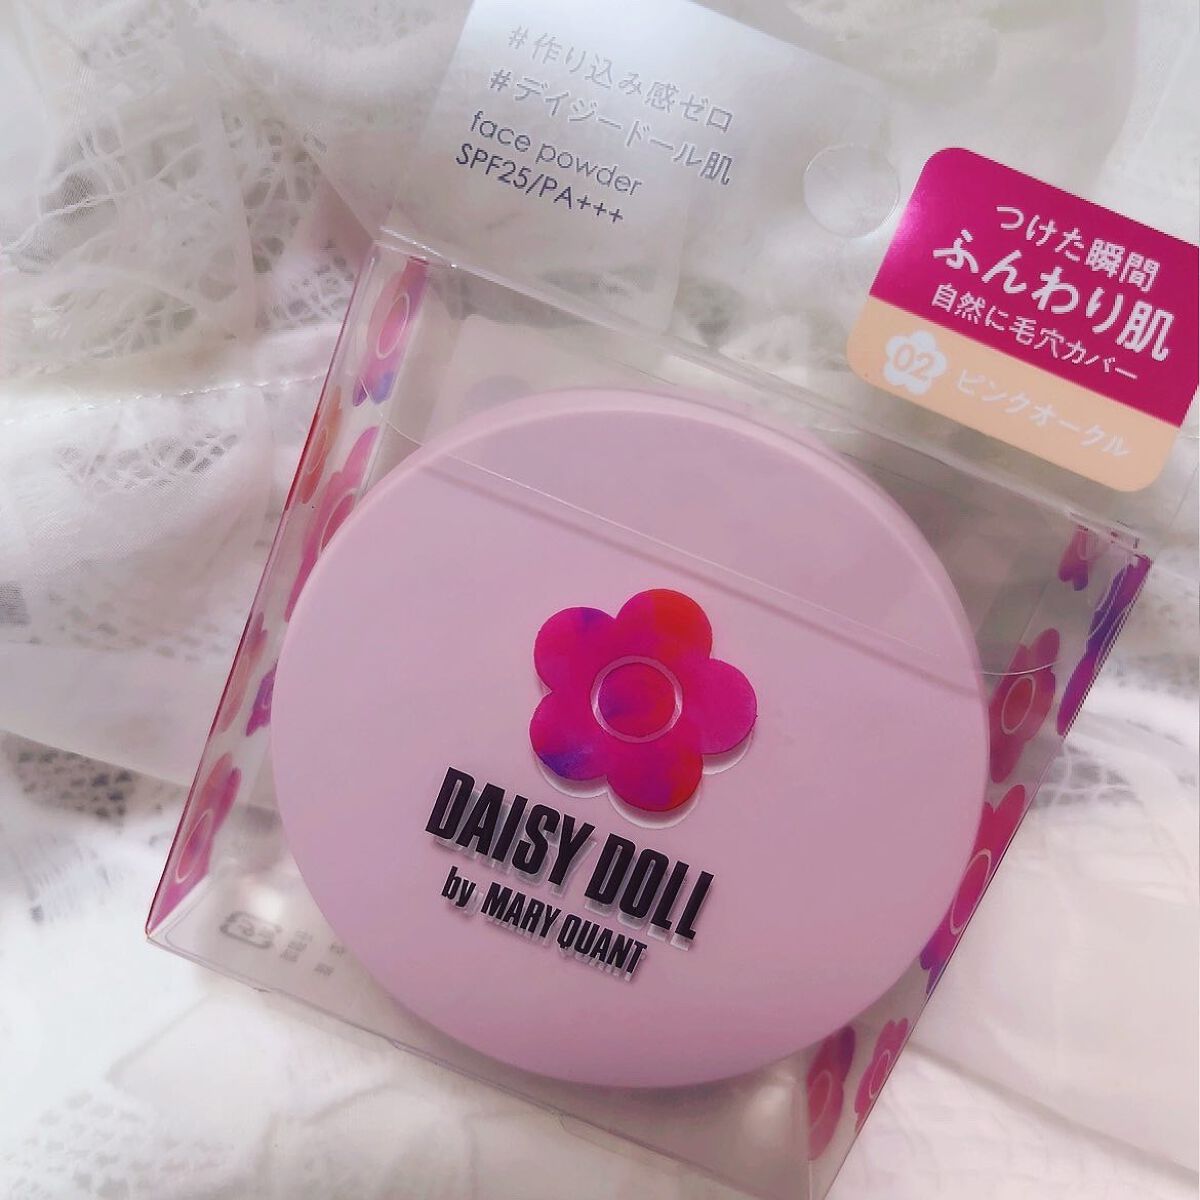 #作り込み感ゼロ
#デイジードール肌
face powder
SPF25/PA+++
つけた瞬間
ふんわり肌
自然に毛穴カバー
02 ピンクオークル
DAISY DOLL
by MARY QUANT